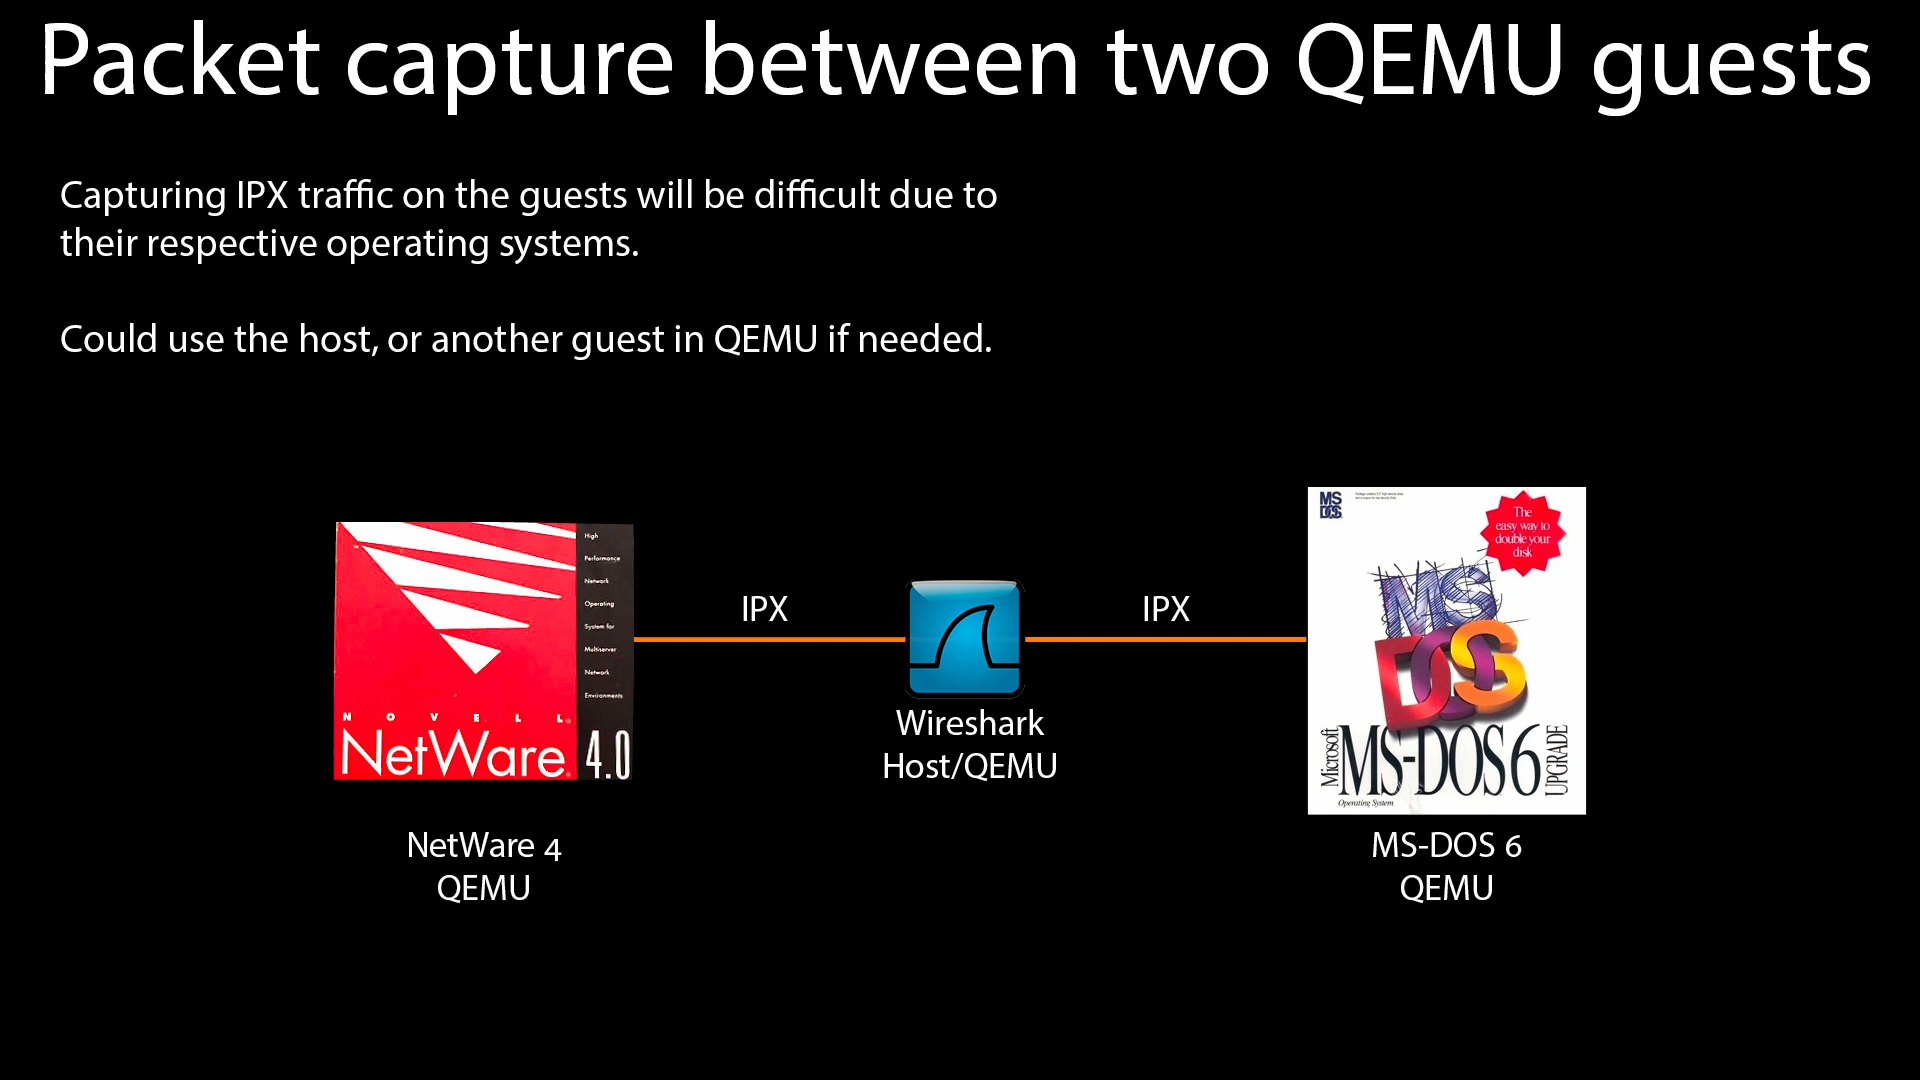 Packet capture between two QEMU guests
Capturing IPX traffic on the guests will be difficult due to
their respective operating systems.
Could use the host, or another guest in QEMU if needed.
High
Performance
Network
Operating
System for
Multiserver
Network
Environments
NOVELL®
NetWare®
4.0
NetWare 4
QEMU
IPX
Wireshark
Host/QEMU
IPX
MS
DOS
The
easy way to
double your
disk
MS
DOS
Microsoft
MS-DOS 6
UPGRADE
Operating System
MS-DOS 6
QEMU